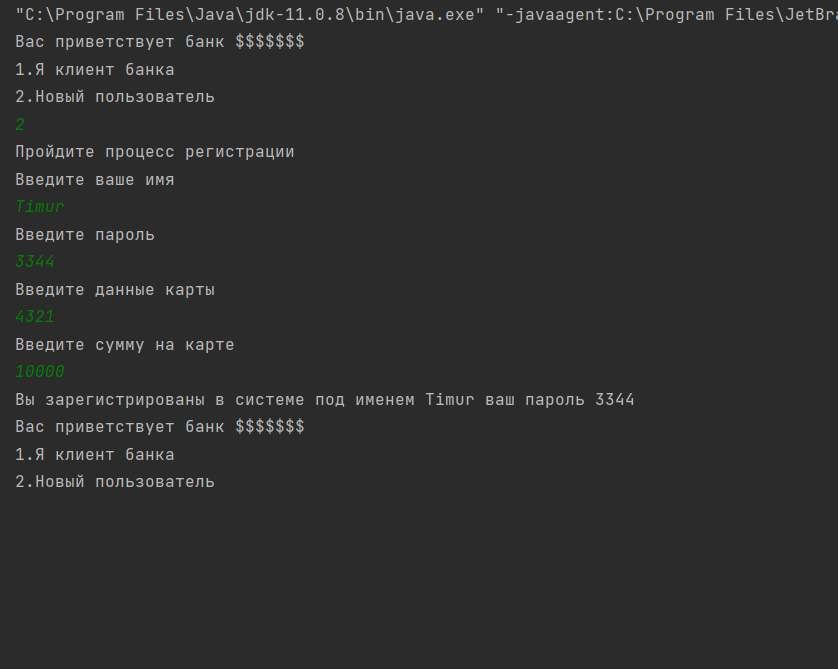 "C:\Program Files\Java\jdk-11.0.8\bin\java.exe" "-javaagent:C:\Program Files\JetBra
Вас приветствует банк $$$$$$$
1.Я клиент банка
2.Новый пользователь
2
Пройдите процесс регистрации
Введите ваше имя
Timur
Введите пароль
3344
Введите данные карты
4321
Введите сумму на карте
10000
Вы зарегистрированы в системе под именем Timur ваш пароль 3344
Вас приветствует банк $$$$$$$
1.Я клиент банка
2.Новый пользователь